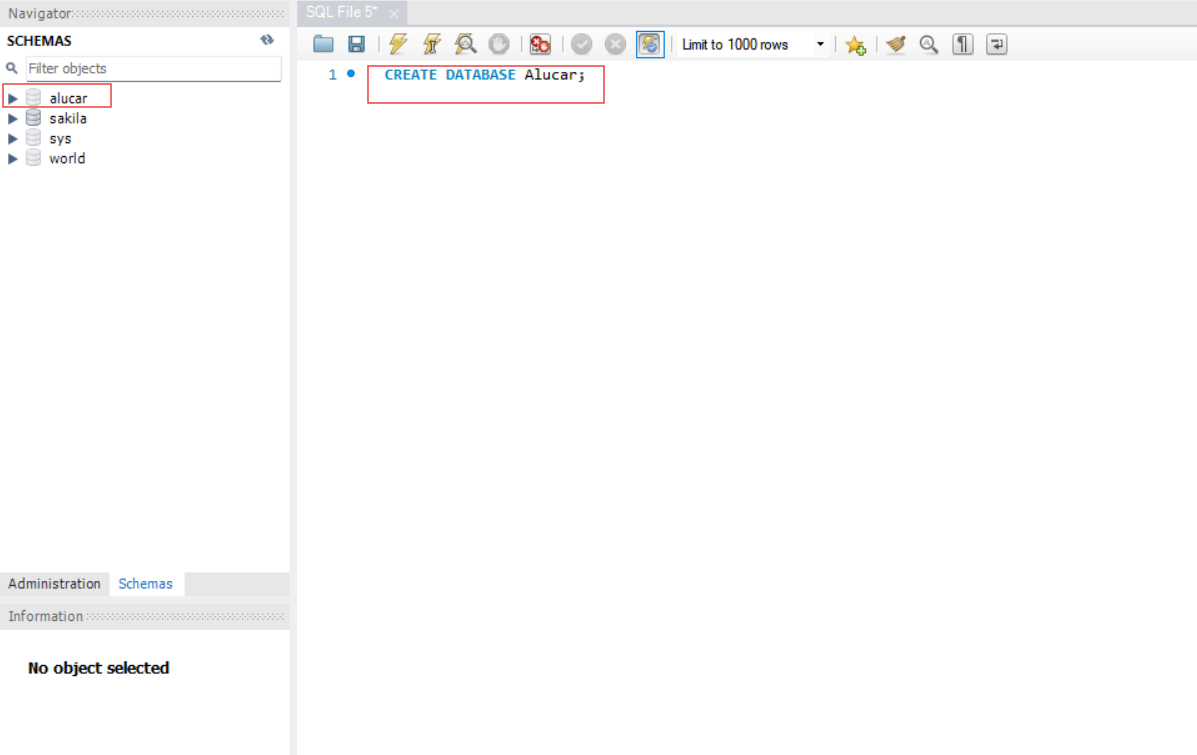 Navigator
SQL File 5*
SCHEMAS
Limit to 1000 rows
Filter objects
1
CREATE DATABASE Alucar;
alucar
sakila
sys
world
Administration
Schemas
Information
No object selected